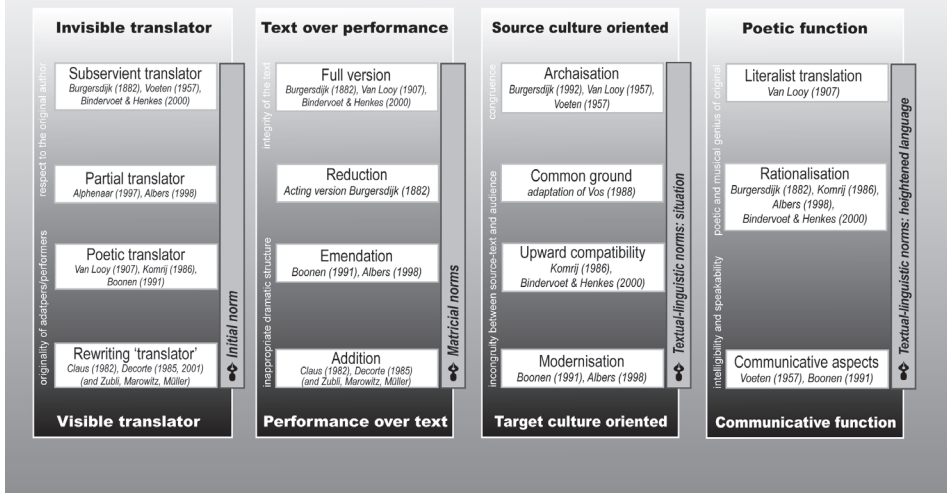 Invisible translator
respect to the original author
Subservient translator
Burgersdijk (1882), Voeten (1957),
Bindervoet & Henkes (2000)
Partial translator
Alphenaar (1997), Albers (1998)
originality of adatpers/performers
Poetic translator
Van Looy (1907), Komrij (1986),
Boonen (1991)
Rewriting ‘translator’
Claus (1982), Decorte (1985, 2001)
(and Zubli, Marowitz, Müller)
Initial norm
Visible translator
Text over performance
integrity of the text
Full version
Burgersdijk (1882), Van Looy (1907),
Bindervoet & Henkes (2000)
Reduction
Acting version Burgersdijk (1882)
inappropriate dramatic structure
Emendation
Boonen (1991), Albers (1998)
Addition
Claus (1982), Decorte (1985)
(and Zubli, Marowitz, Müller)
Matricial norms
Performance over text
Source culture oriented
congruence
Archaisation
Burgersdijk (1992), Van Looy (1957),
Voeten (1957)
Common ground
adaptation of Vos (1988)
incongruity between source-text and audience
Upward compatibility
Komrij (1986),
Bindervoet & Henkes (2000)
Modernisation
Boonen (1991), Albers (1998)
Textual-linguistic norms: situation
Target culture oriented
Poetic function
poetic and musical genius of original
Literalist translation
Van Looy (1907)
Rationalisation
Burgersdijk (1882), Komrij (1986),
Albers (1998),
Bindervoet & Henkes (2000)
intelligibility and speakability
Communicative aspects
Voeten (1957), Boonen (1991)
Textual-linguistic norms: heightened language
Communicative function